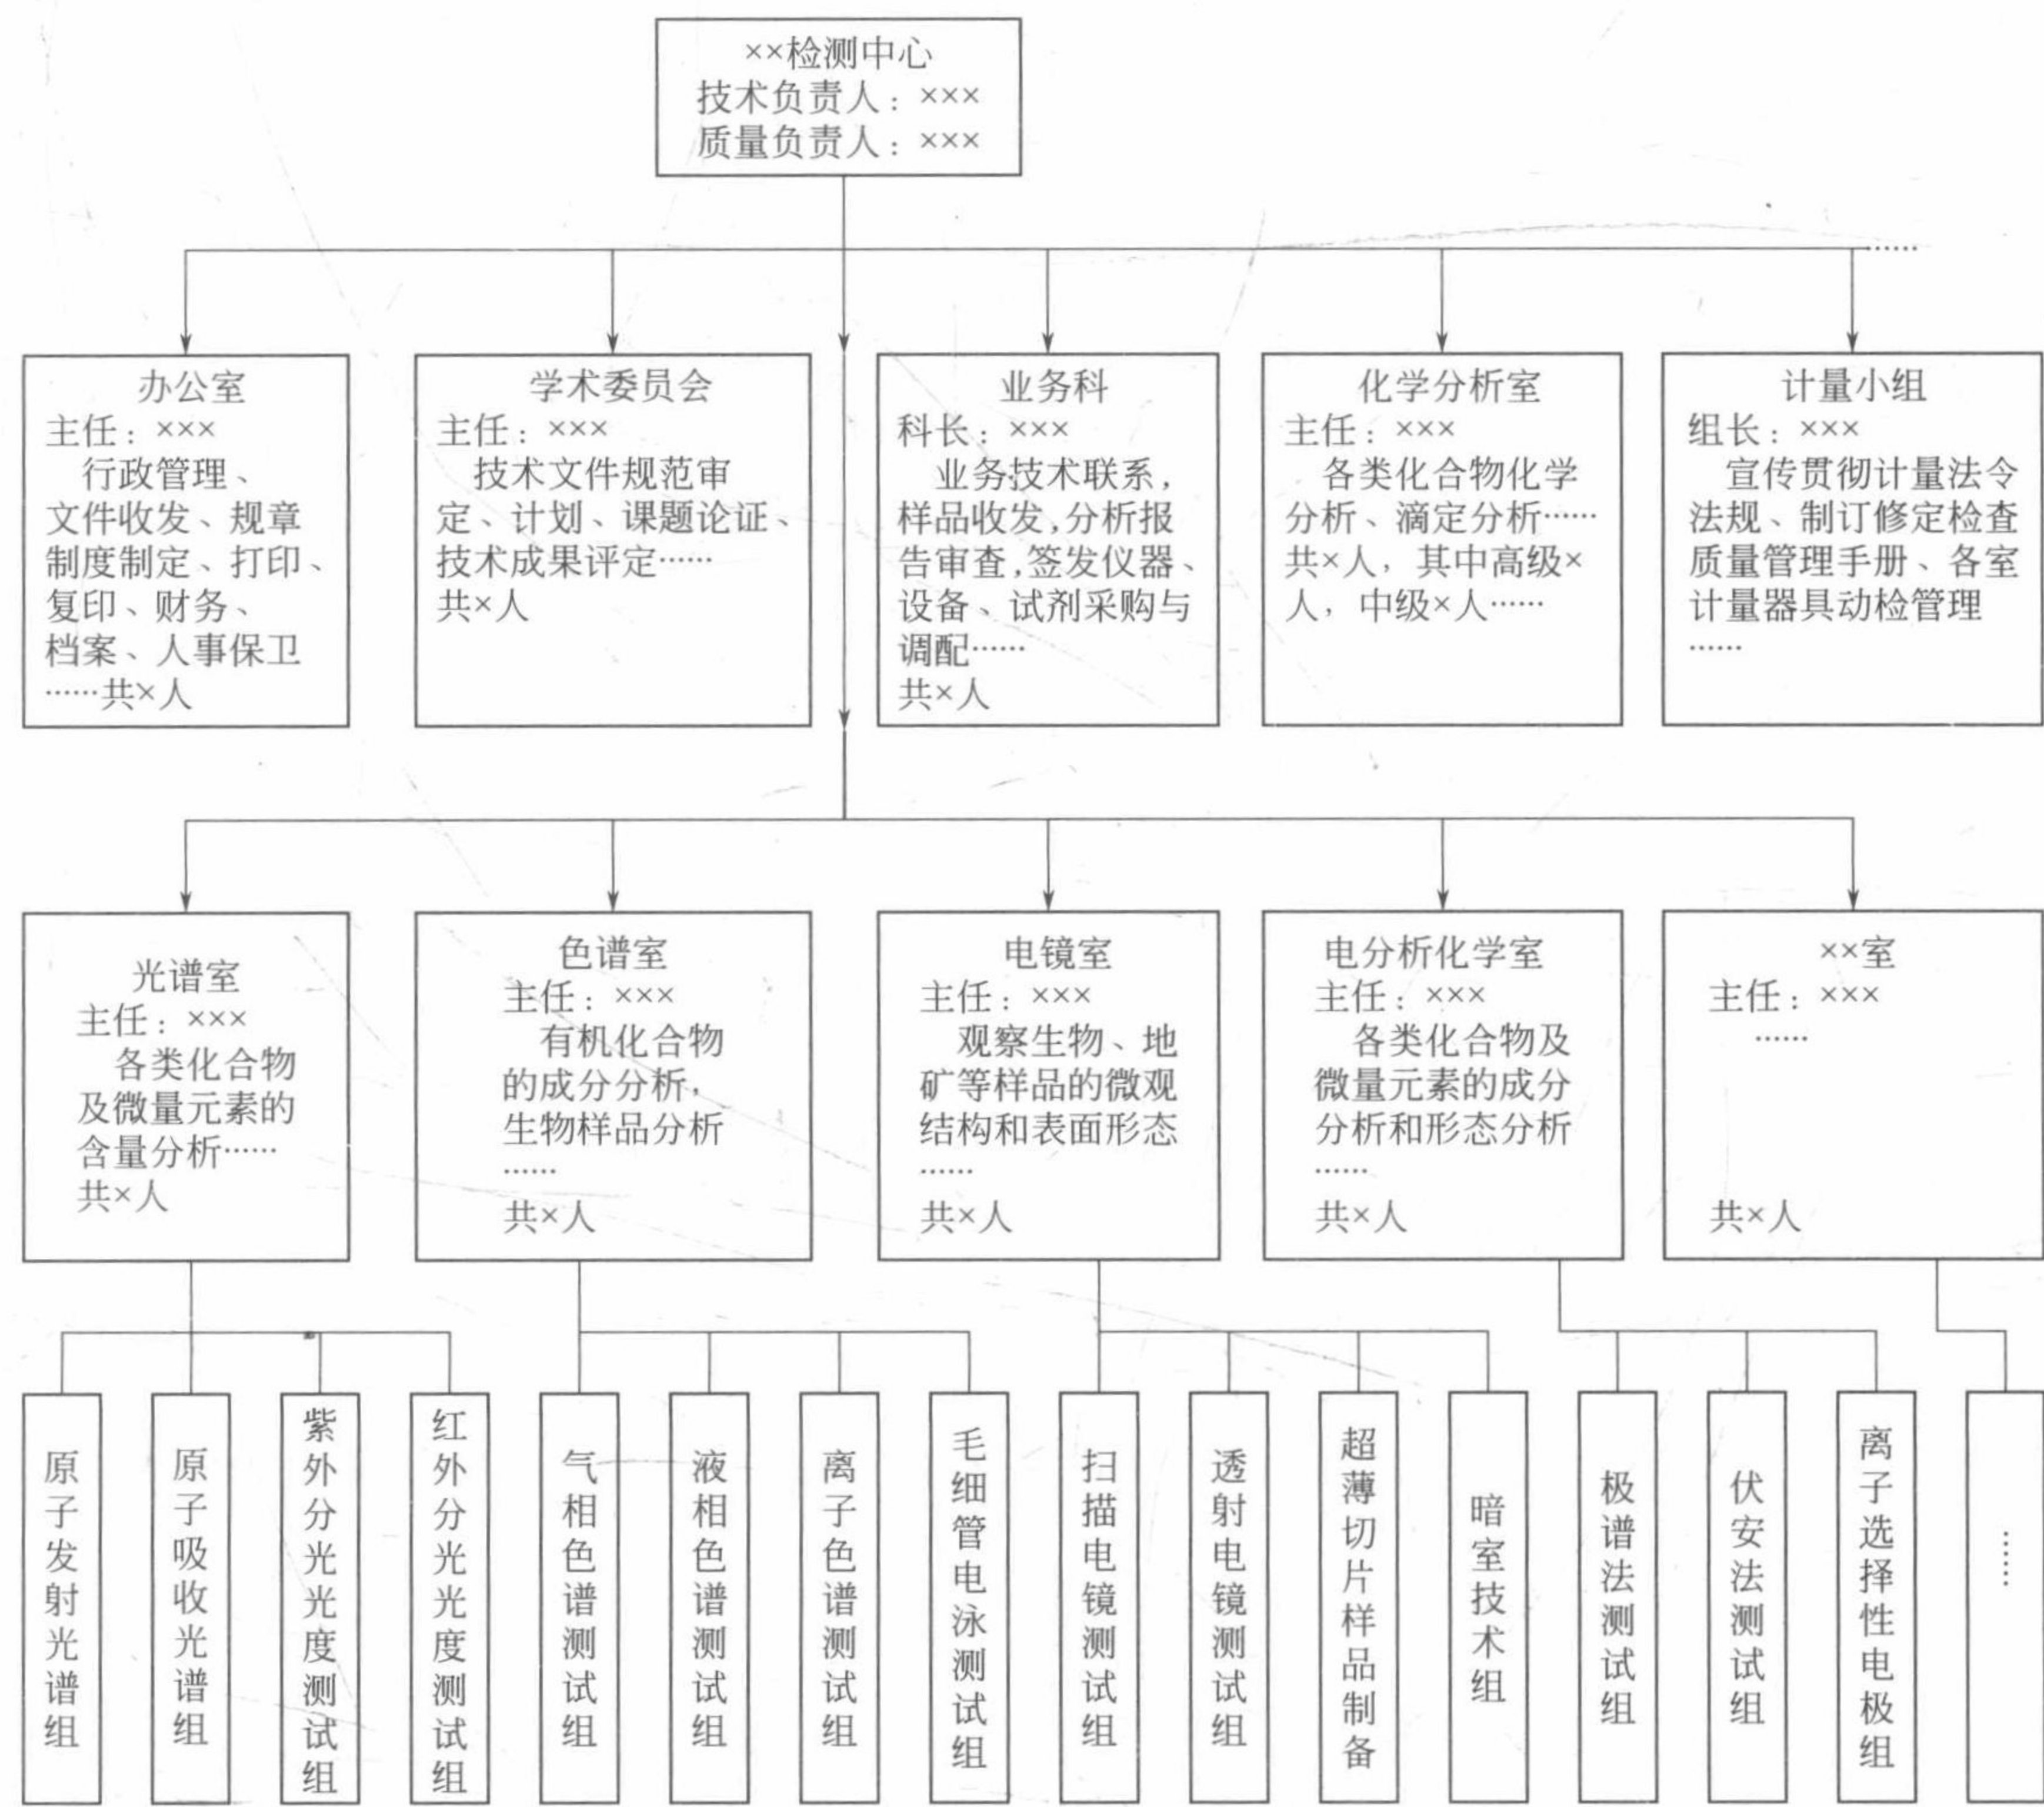 ××检测中心
技术负责人：×××
质量负责人：×××
……
办公室
主任：×××
行政管理、
文件收发、规章
制度制定、打印、
复印、财务、
档案、人事保卫
……共×人
学术委员会
主任：×××
技术文件规范审
定、计划、课题论证、
技术成果评定……
共×人
业务科
科长：×××
业务技术联系，
样品收发，分析报
告审查，签发仪器、
设备、试剂采购与
调配……
共×人
化学分析室
主任：×××
各类化合物化学
分析、滴定分析……
共×人，其中高级×
人，中级×人……
计量小组
组长：×××
宣传贯彻计量法令
法规、制订修定检查
质量管理手册、各室
计量器具动检管理
……
光谱室
主任：×××
各类化合物
及微量元素的
含量分析……
共×人
色谱室
主任：×××
有机化合物
的成分分析，
生物样品分析
……
共×人
电镜室
主任：×××
观察生物、地
矿等样品的微观
结构和表面形态
……
共×人
电分析化学室
主任：×××
各类化合物及
微量元素的成分
分析和形态分析
……
共×人
××室
主任：×××
……
共×人
原子发射光谱组
原子吸收光谱组
紫外分光光度测试组
红外分光光度测试组
气相色谱测试组
液相色谱测试组
离子色谱测试组
毛细管电泳测试组
扫描电镜测试组
透射电镜测试组
超薄切片样品制备
暗室技术组
极谱法测试组
伏安法测试组
离子选择性电极组
……